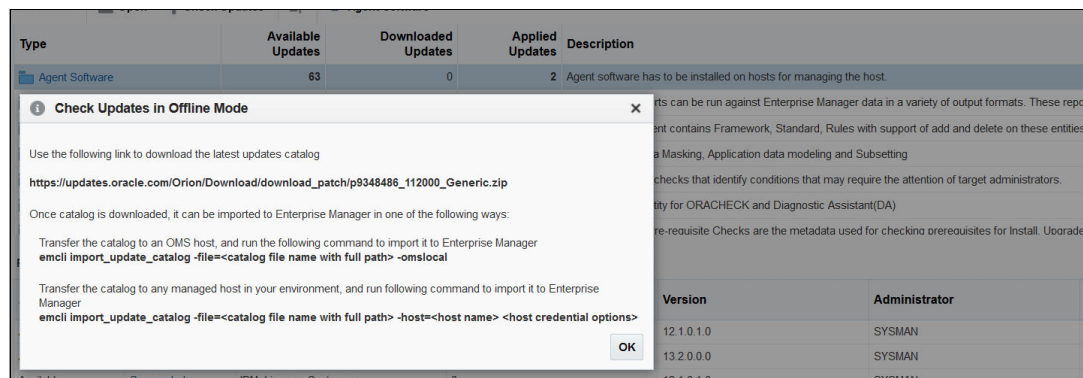 Type Available Updates Downloaded Updates Applied Updates Description
Agent Software 63 0 2 Agent software has to be installed on hosts for managing the host.
Check Updates in Offline Mode
rts can be run against Enterprise Manager data in a variety of output formats. These repo
ent contains Framework, Standard, Rules with support of add and delete on these entities
Use the following link to download the latest updates catalog
a Masking, Application data modeling and Subsetting
https://updates.oracle.com/Orion/Download/download_patch/p9348486_112000_Generic.zip
checks that identify conditions that may require the attention of target administrators.
tity for ORACHECK and Diagnostic Assistant(DA)
Once catalog is downloaded, it can be imported to Enterprise Manager in one of the following ways:
re-requisite Checks are the metadata used for checking prerequisites for Install, Upgrade
Transfer the catalog to an OMS host, and run the following command to import it to Enterprise Manager
emcli import_update_catalog -file=<catalog file name with full path> -omslocal
Transfer the catalog to any managed host in your environment, and run following command to import it to Enterprise
Manager
emcli import_update_catalog -file=<catalog file name with full path> -host=<host name> <host credential options>
OK
Version Administrator
12.1.0.1.0 SYSMAN
13.2.0.0.0 SYSMAN